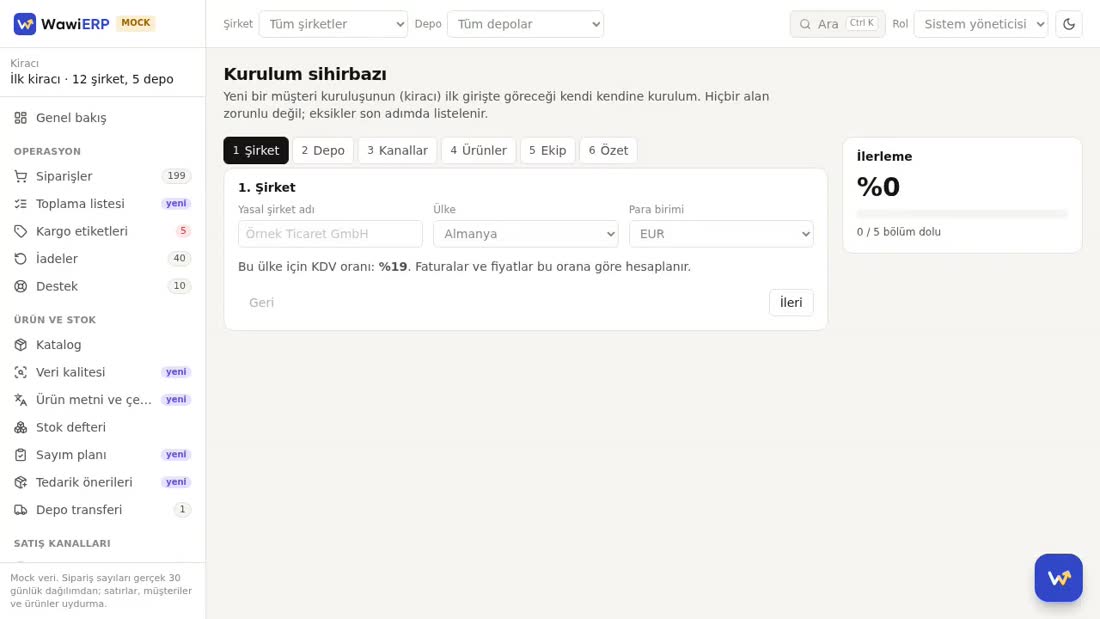 WawiERP MOCK
Şirket Tüm şirketler Depo Tüm depolar Ara Ctrl K Rol Sistem yöneticisi
Kiracı
İlk kiracı · 12 şirket, 5 depo
Genel bakış
OPERASYON
Siparişler 199
Toplama listesi yeni
Kargo etiketleri 5
İadeler 40
Destek 10
ÜRÜN VE STOK
Katalog
Veri kalitesi yeni
Ürün metni ve çe... yeni
Stok defteri
Sayım planı yeni
Tedarik önerileri yeni
Depo transferi 1
SATIŞ KANALLARI
Mock veri. Sipariş sayıları gerçek 30
günlük dağılımdan; satırlar, müşteriler
ve ürünler uydurma.
Kurulum sihirbazı
Yeni bir müşteri kuruluşunun (kiracı) ilk girişte göreceği kendi kendine kurulum. Hiçbir alan
zorunlu değil; eksikler son adımda listelenir.
1 Şirket 2 Depo 3 Kanallar 4 Ürünler 5 Ekip 6 Özet
1. Şirket
Yasal şirket adı Ülke Para birimi
Örnek Ticaret GmbH Almanya EUR
Bu ülke için KDV oranı: %19. Faturalar ve fiyatlar bu orana göre hesaplanır.
Geri İleri
İlerleme
%0
0 / 5 bölüm dolu